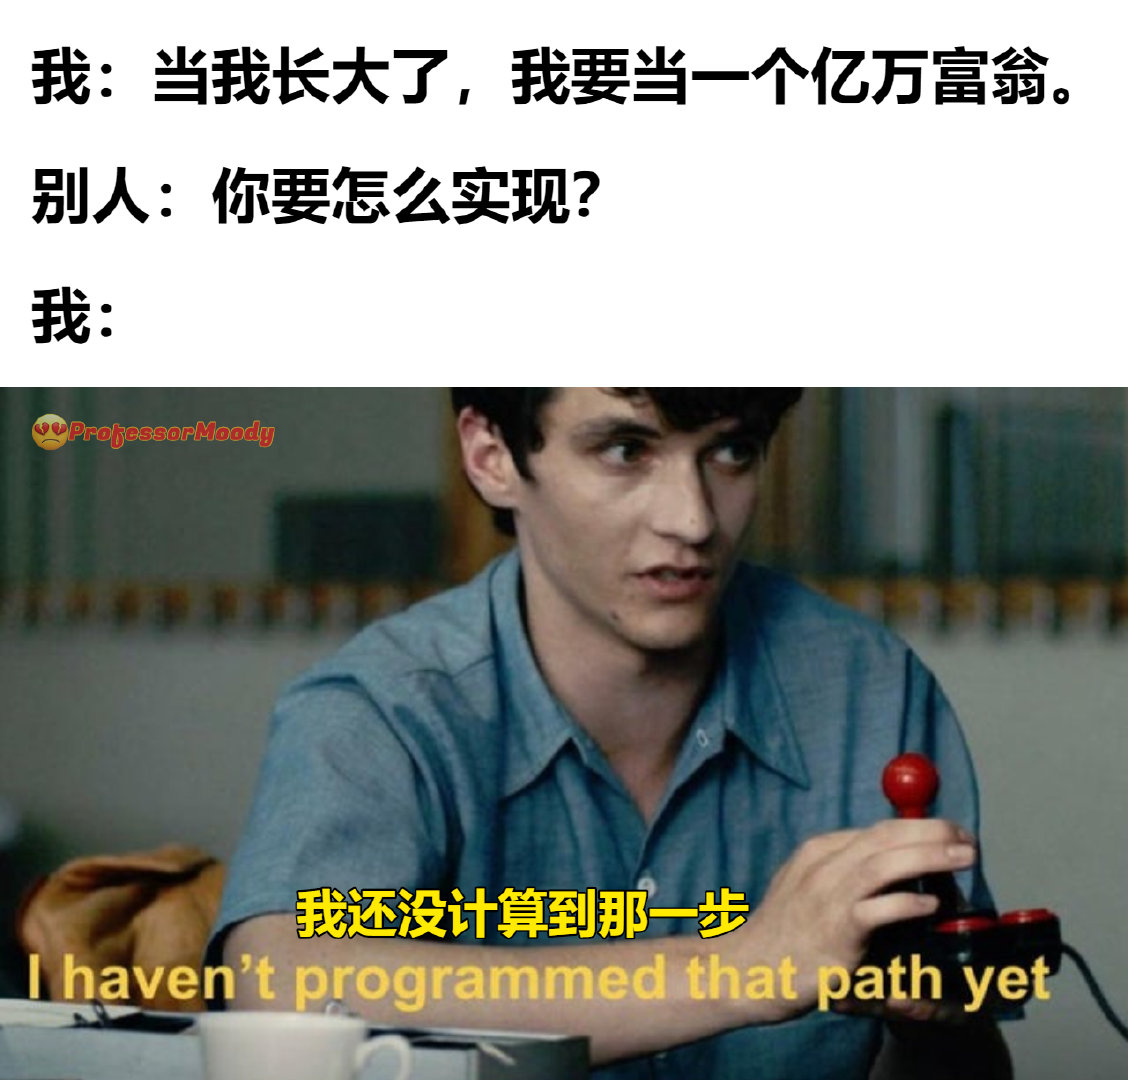 我：当我长大了，我要当一个亿万富翁。
别人：你要怎么实现？
我：
ProfessorMoody
我还没计算到那一步
I haven't programmed that path yet